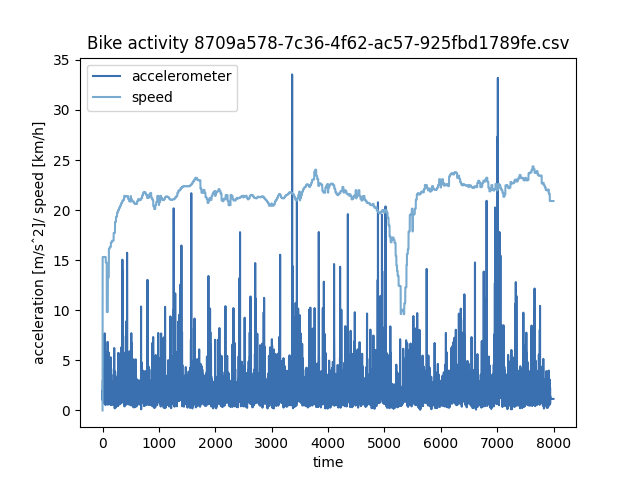 Bike activity 8709a578-7c36-4f62-ac57-925fbd1789fe.csv
accelerometer
speed
acceleration [m/s^2]/ speed [km/h]
35
30
25
20
15
10
5
0
0 1000 2000 3000 4000 5000 6000 7000 8000
time